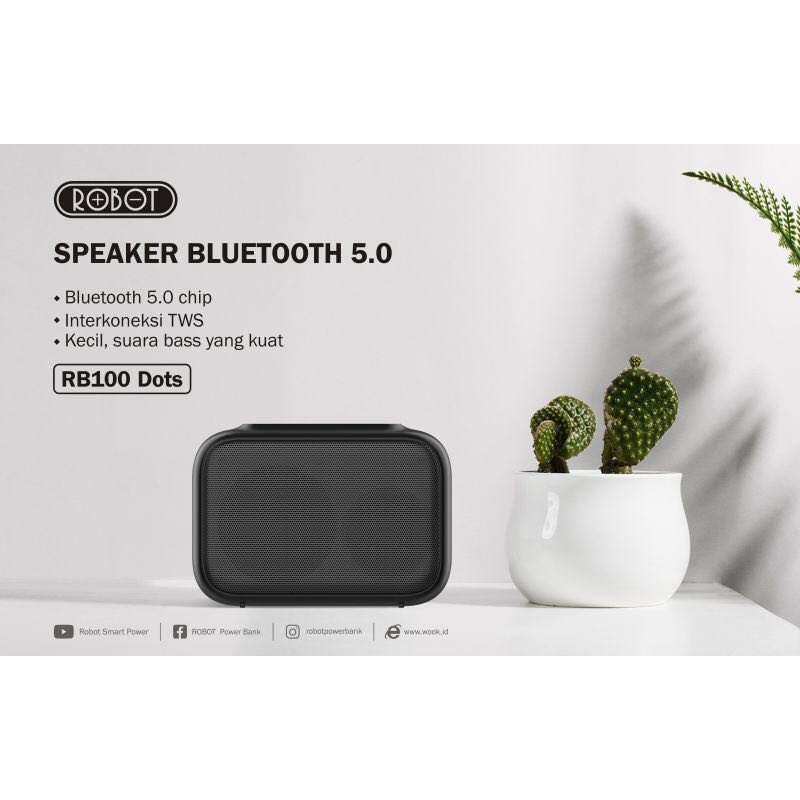 ROBOT
SPEAKER BLUETOOTH 5.0
Bluetooth 5.0 chip
Interkoneksi TWS
Kecil, suara bass yang kuat
RB100 Dots
Robot Smart Power
ROBOT Power Bank
robotpowerbank
www.wook.id